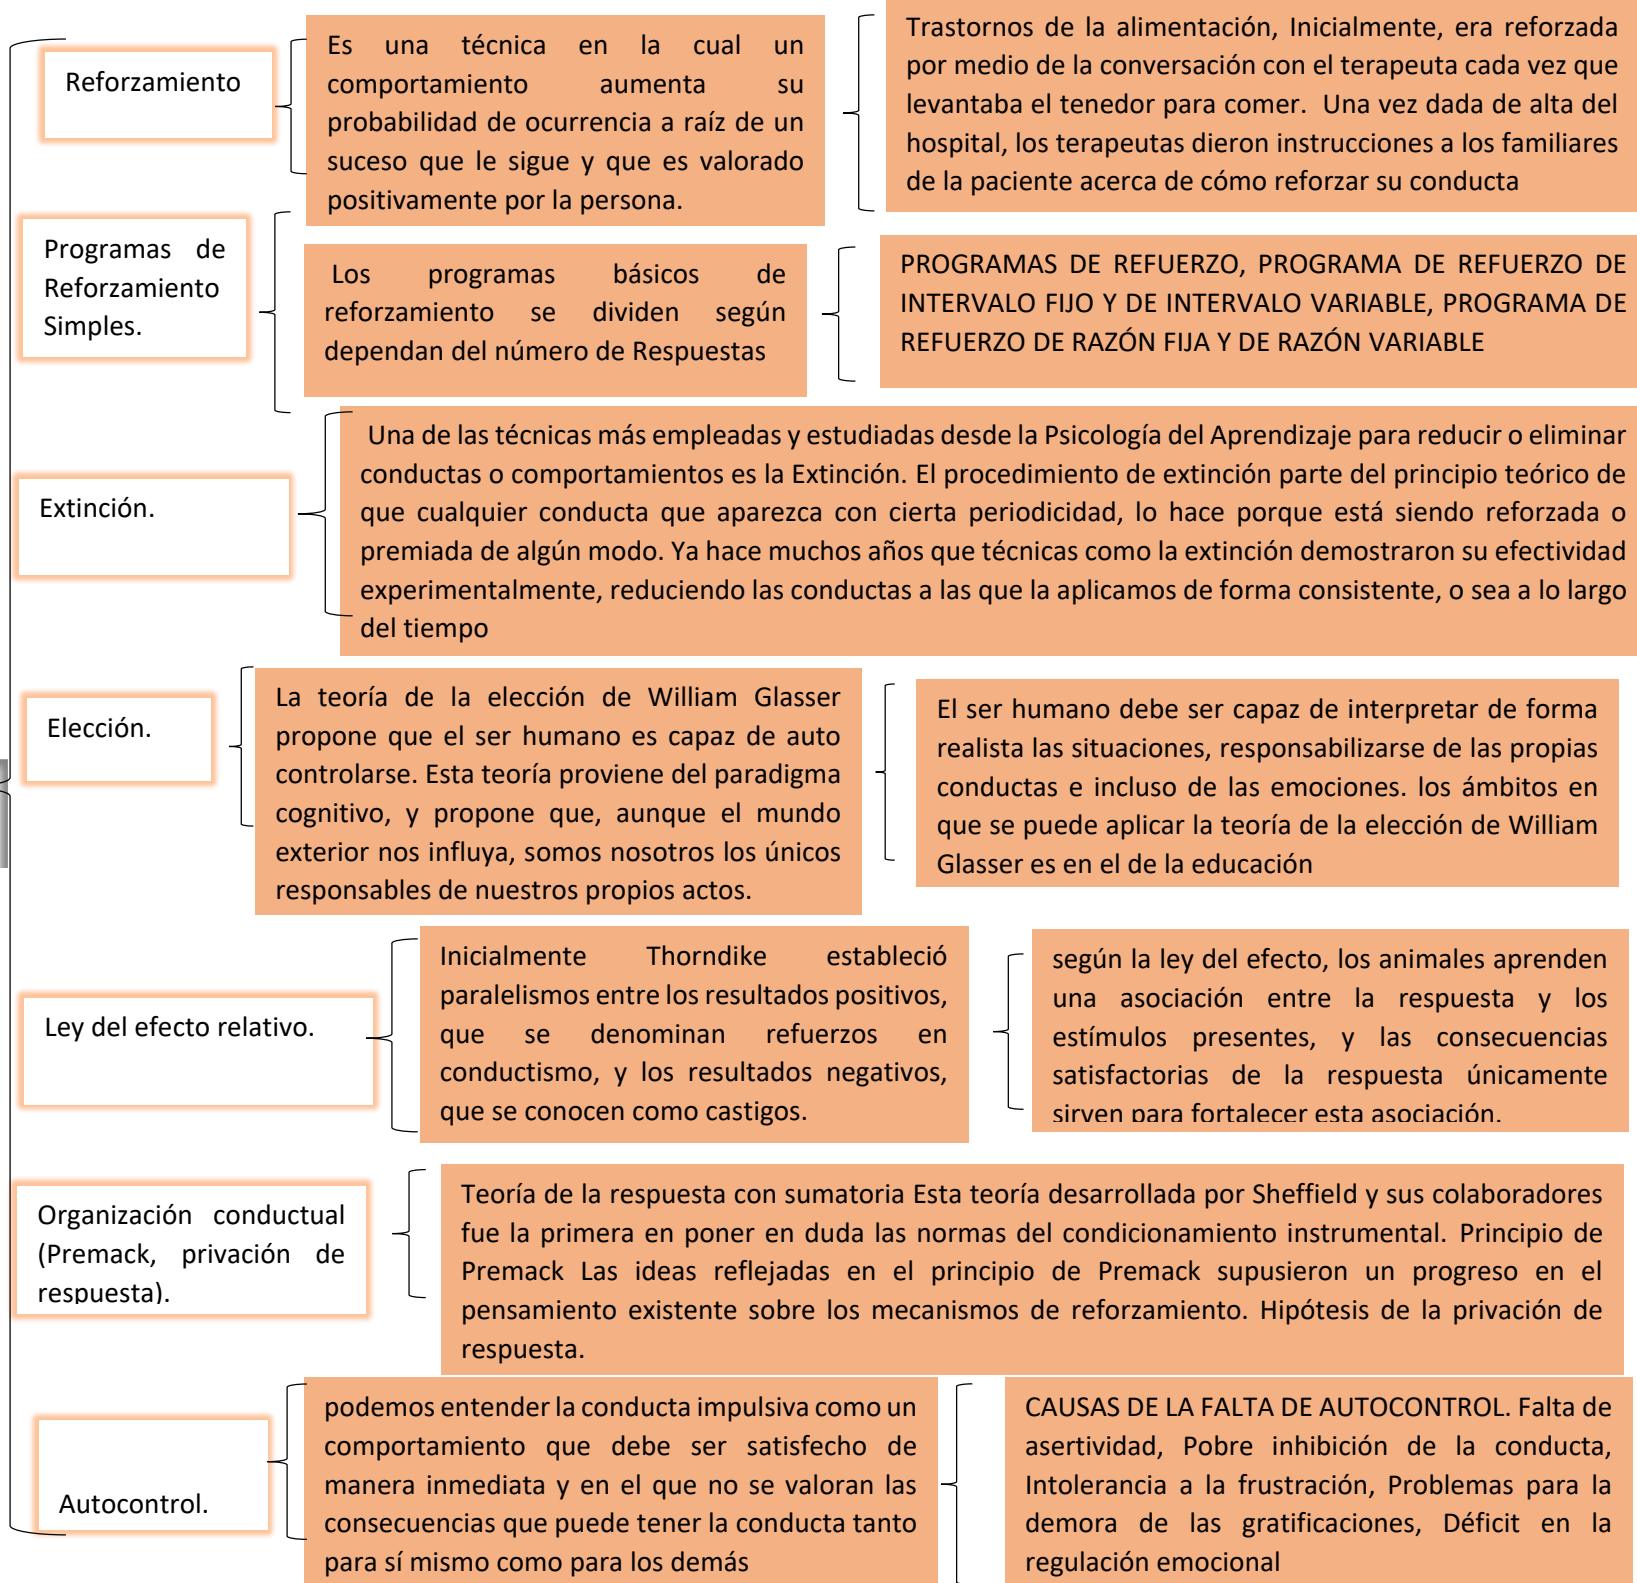 Reforzamiento
Es una técnica en la cual un
comportamiento aumenta su
probabilidad de ocurrencia a raíz de un
suceso que le sigue y que es valorado
positivamente por la persona.
Trastornos de la alimentación, Inicialmente, era reforzada
por medio de la conversación con el terapeuta cada vez que
levantaba el tenedor para comer. Una vez dada de alta del
hospital, los terapeutas dieron instrucciones a los familiares
de la paciente acerca de cómo reforzar su conducta
Programas de
Reforzamiento
Simples.
Los programas básicos de
reforzamiento se dividen según
dependan del número de Respuestas
PROGRAMAS DE REFUERZO, PROGRAMA DE REFUERZO DE
INTERVALO FIJO Y DE INTERVALO VARIABLE, PROGRAMA DE
REFUERZO DE RAZÓN FIJA Y DE RAZÓN VARIABLE
Extinción.
Una de las técnicas más empleadas y estudiadas desde la Psicología del Aprendizaje para reducir o eliminar
conductas o comportamientos es la Extinción. El procedimiento de extinción parte del principio teórico de
que cualquier conducta que aparezca con cierta periodicidad, lo hace porque está siendo reforzada o
premiada de algún modo. Ya hace muchos años que técnicas como la extinción demostraron su efectividad
experimentalmente, reduciendo las conductas a las que la aplicamos de forma consistente, o sea a lo largo
del tiempo
Elección.
La teoría de la elección de William Glasser
propone que el ser humano es capaz de auto
controlarse. Esta teoría proviene del paradigma
cognitivo, y propone que, aunque el mundo
exterior nos influya, somos nosotros los únicos
responsables de nuestros propios actos.
El ser humano debe ser capaz de interpretar de forma
realista las situaciones, responsabilizarse de las propias
conductas e incluso de las emociones. los ámbitos en
que se puede aplicar la teoría de la elección de William
Glasser es en el de la educación
Ley del efecto relativo.
Inicialmente Thorndike estableció
paralelismos entre los resultados positivos,
que se denominan refuerzos en
conductismo, y los resultados negativos,
que se conocen como castigos.
según la ley del efecto, los animales aprenden
una asociación entre la respuesta y los
estímulos presentes, y las consecuencias
satisfactorias de la respuesta únicamente
sirven para fortalecer esta asociación.
Organización conductual
(Premack, privación de
respuesta).
Teoría de la respuesta con sumatoria Esta teoría desarrollada por Sheffield y sus colaboradores
fue la primera en poner en duda las normas del condicionamiento instrumental. Principio de
Premack Las ideas reflejadas en el principio de Premack supusieron un progreso en el
pensamiento existente sobre los mecanismos de reforzamiento. Hipótesis de la privación de
respuesta.
Autocontrol.
podemos entender la conducta impulsiva como un
comportamiento que debe ser satisfecho de
manera inmediata y en el que no se valoran las
consecuencias que puede tener la conducta tanto
para sí mismo como para los demás
CAUSAS DE LA FALTA DE AUTOCONTROL. Falta de
asertividad, Pobre inhibición de la conducta,
Intolerancia a la frustración, Problemas para la
demora de las gratificaciones, Déficit en la
regulación emocional